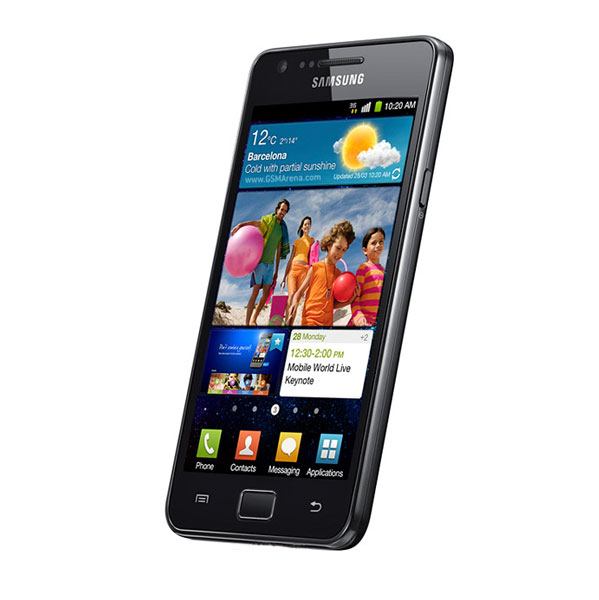 SAMSUNG
3G 10:20 AM
12°C 2°/14°
Barcelona
Cold with partial sunshine
www.GSMArena.com
Updated 28/03 10:20 AM
28 Monday +2
12:30-2:00 PM
Mobile World Live
Keynote
3
Phone Contacts Messaging Applications